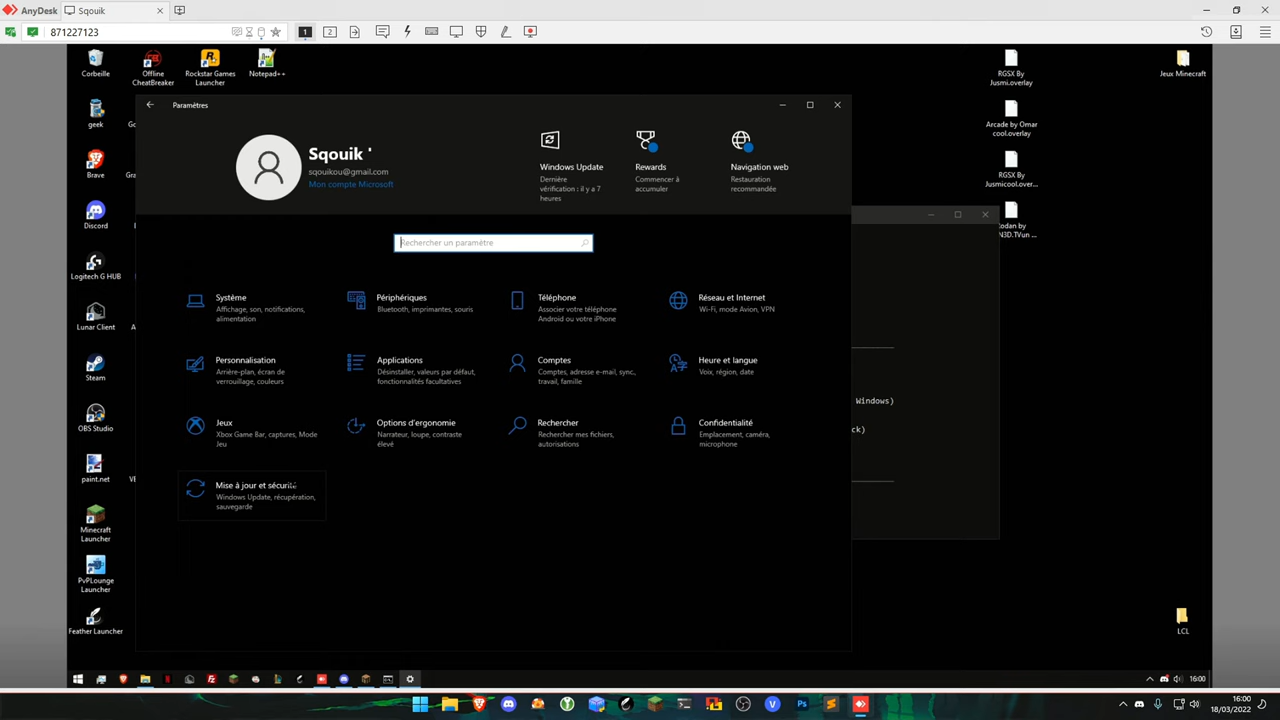 AnyDesk
Sqouik
871227123
1
2
Corbeille
Offline
CheatBreaker
Rockstar Games
Launcher
Notepad++
RGSX By
Jusmi.overlay
Jeux Minecraft
geek
Arcade by Omar
cool.overlay
Brave
RGSX By
Jusmicool.over...
Discord
Logitech G HUB
Lunar Client
Steam
OBS Studio
paint.net
Minecraft
Launcher
PvPLounge
Launcher
Feather Launcher
LCL
Paramètres
Sqouik '
sqouikou@gmail.com
Mon compte Microsoft
Windows Update
Dernière
vérification : il y a 7
heures
Rewards
Commencer à
accumuler
Navigation web
Restauration
recommandée
Rechercher un paramètre
Système
Affichage, son, notifications,
alimentation
Périphériques
Bluetooth, imprimantes, souris
Téléphone
Associer votre téléphone
Android ou votre iPhone
Réseau et Internet
Wi-Fi, mode Avion, VPN
Personnalisation
Arrière-plan, écran de
verrouillage, couleurs
Applications
Désinstaller, valeurs par défaut,
fonctionnalités facultatives
Comptes
Comptes, adresse e-mail, sync.,
travail, famille
Heure et langue
Voix, région, date
Windows)
ck)
Jeux
Xbox Game Bar, captures, Mode
Jeu
Options d'ergonomie
Narrateur, loupe, contraste
élevé
Rechercher
Rechercher mes fichiers,
autorisations
Confidentialité
Emplacement, caméra,
microphone
Mise à jour et sécurité
Windows Update, récupération,
sauvegarde
16:00
16:00
18/03/2022